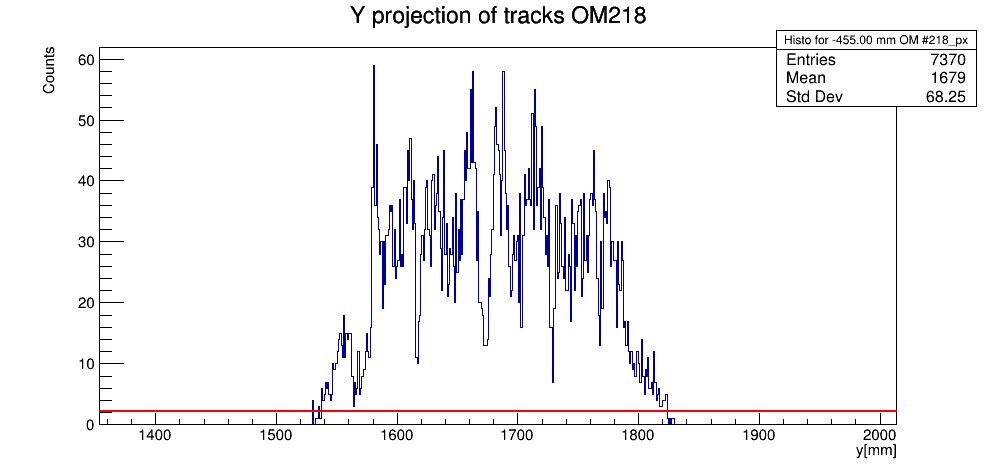 Y projection of tracks OM218
Histo for -455.00 mm OM #218_px
Entries 7370
Mean 1679
Std Dev 68.25
Counts
60
50
40
30
20
10
0
1400 1500 1600 1700 1800 1900 2000
y[mm]